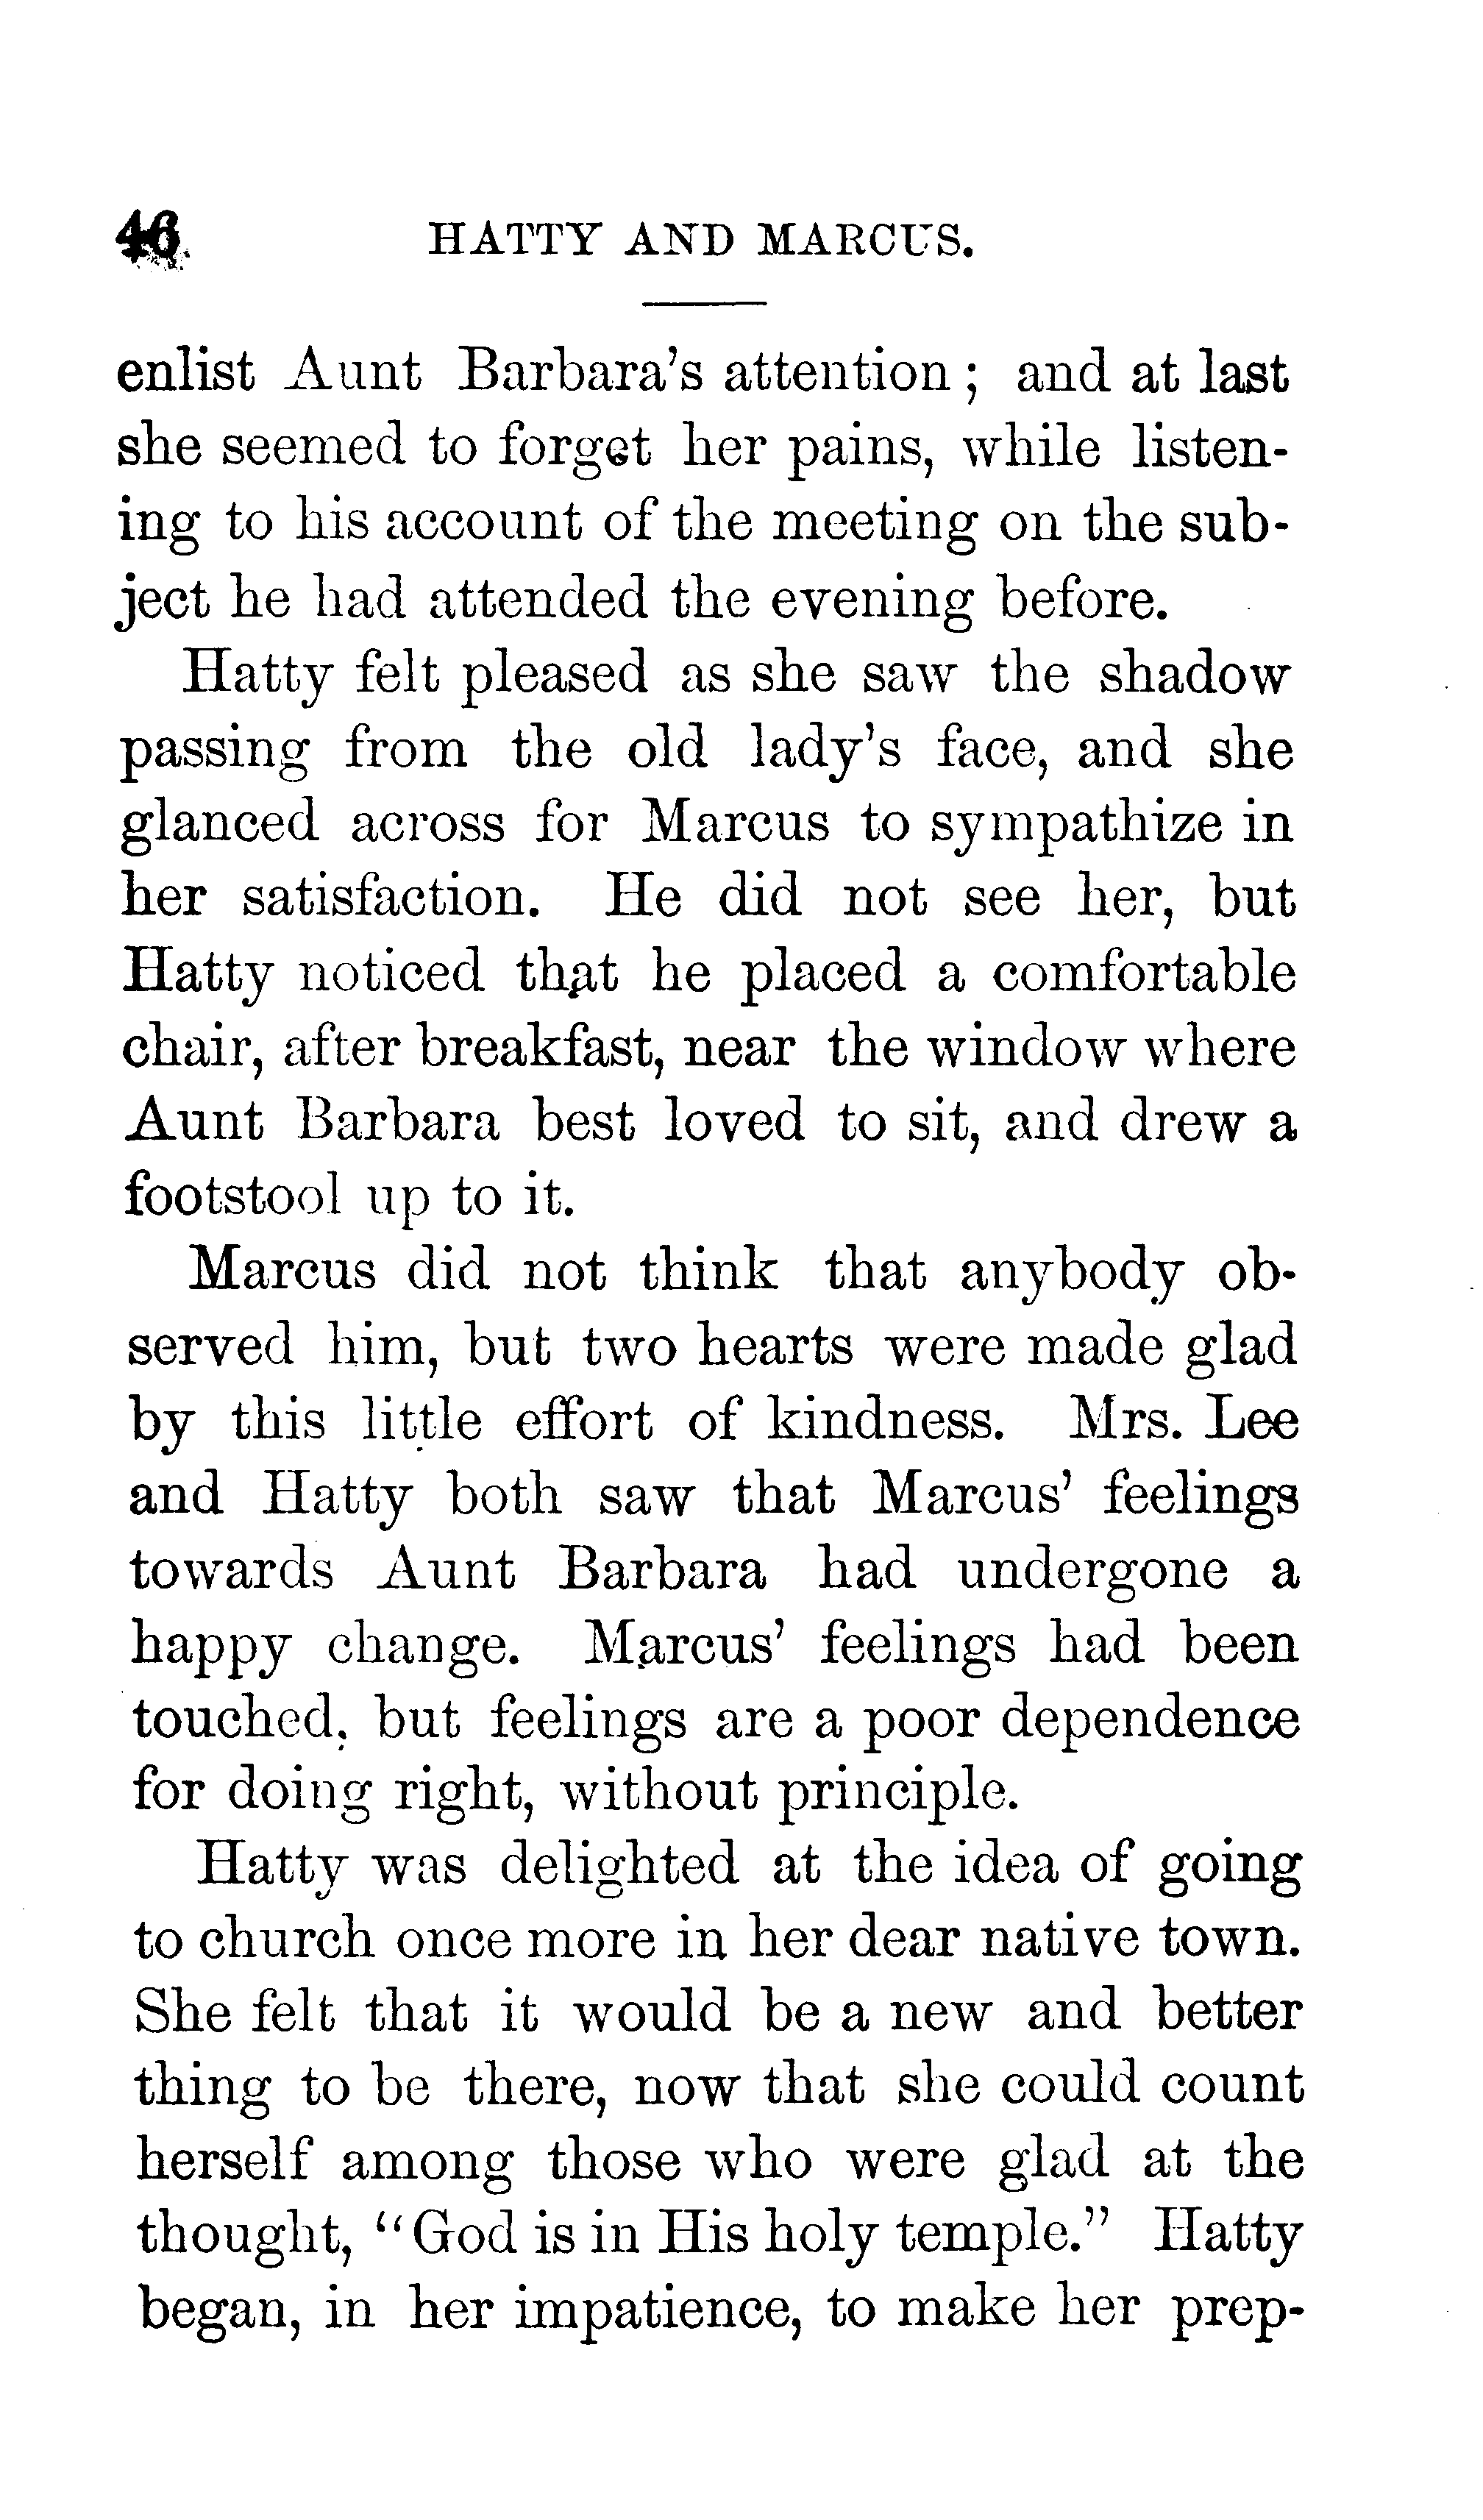 46 HATTY AND MARCUS.
enlist Aunt Barbara's attention; and at last
she seemed to forget her pains, while listen-
ing to his account of the meeting on the sub-
ject he had attended the evening before.
Hatty felt pleased as she saw the shadow
passing from the old lady's face, and she
glanced across for Marcus to sympathize in
her satisfaction. He did not see her, but
Hatty noticed that he placed a comfortable
chair, after breakfast, near the window where
Aunt Barbara best loved to sit, and drew a
footstool up to it.
Marcus did not think that anybody ob-
served him, but two hearts were made glad
by this little effort of kindness. Mrs. Lee
and Hatty both saw that Marcus' feelings
towards Aunt Barbara had undergone a
happy change. Marcus' feelings had been
touched, but feelings are a poor dependence
for doing right, without principle.
Hatty was delighted at the idea of going
to church once more in her dear native town.
She felt that it would be a new and better
thing to be there, now that she could count
herself among those who were glad at the
thought, "God is in His holy temple." Hatty
began, in her impatience, to make her prep-